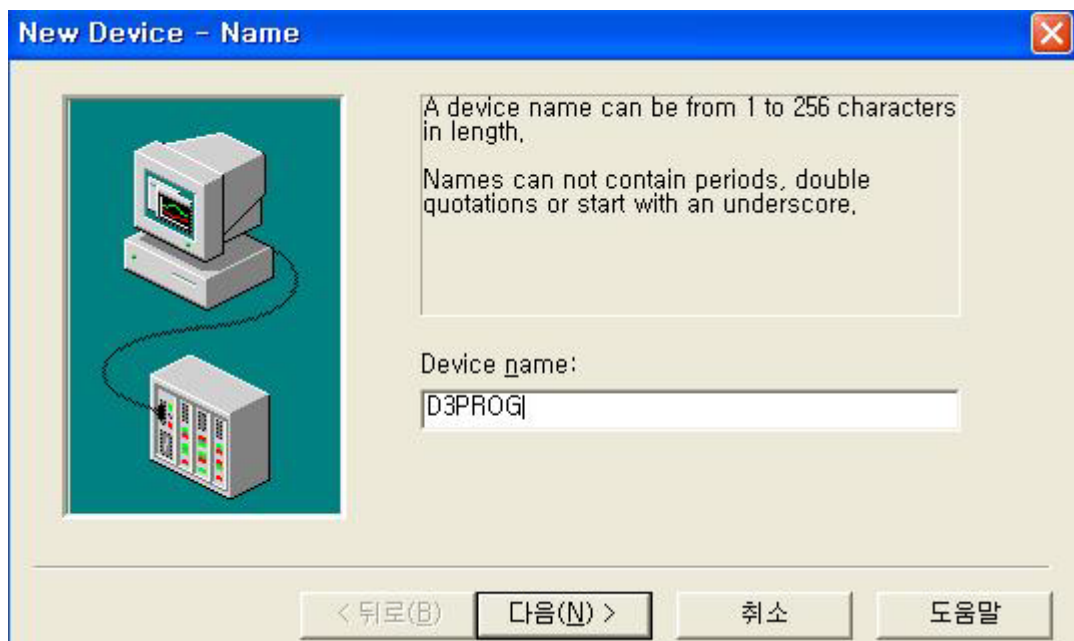 New Device - Name
A device name can be from 1 to 256 characters
in length,
Names can not contain periods, double
quotations or start with an underscore,
Device name:
D3PROG
< 뒤로(B)
다음(N) >
취소
도움말